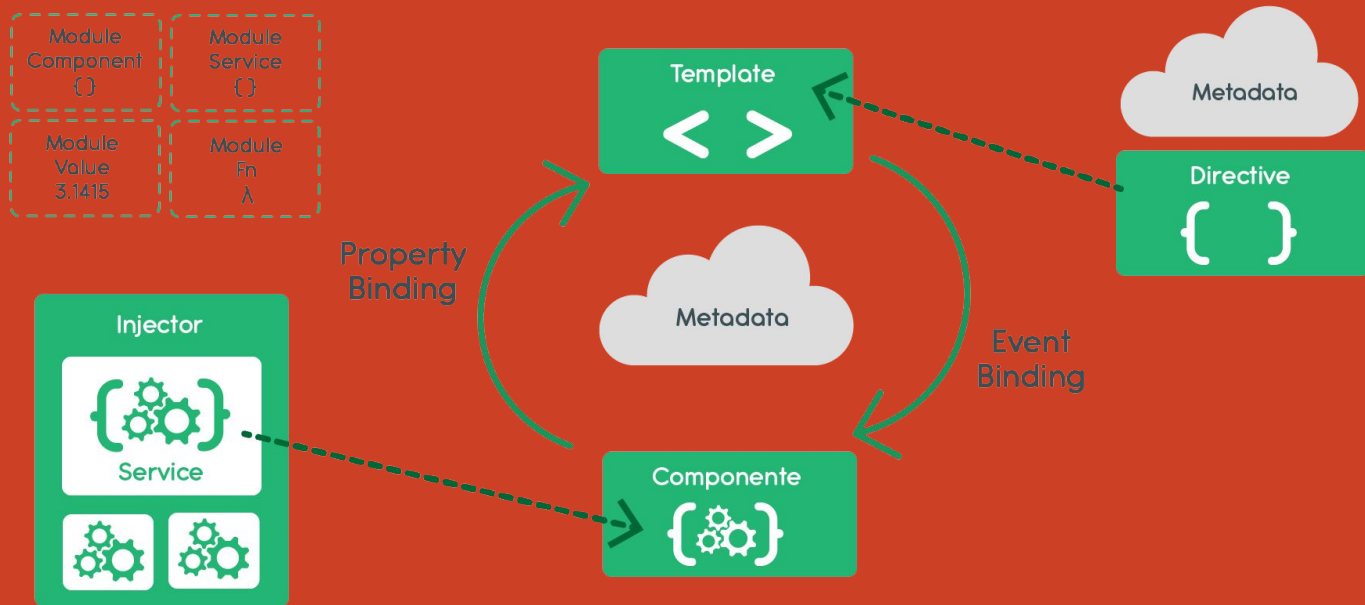 Module
Component
{}
Module
Service
{}
Module
Value
3.1415
Module
Fn
λ
Template
< >
Metadata
Directive
{ }
Property
Binding
Metadata
Event
Binding
Injector
{ }
Service
Componente
{ }